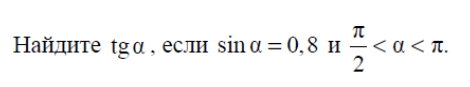 Найдите tg α , если sin α = 0,8 и π/2 < α < π.